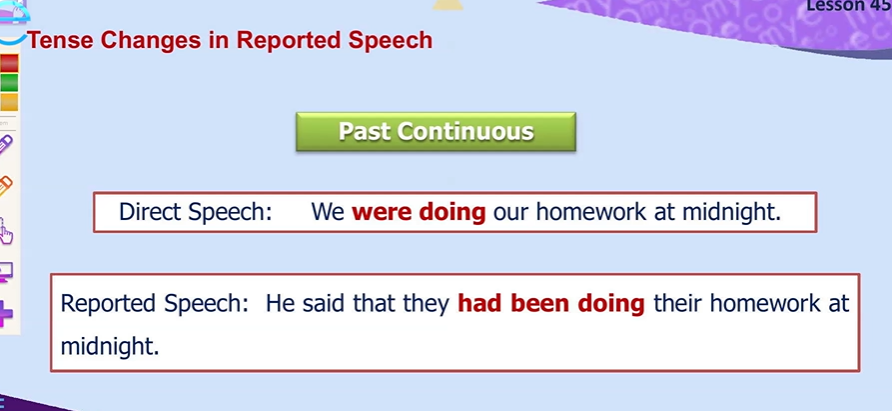 Lesson 45
Tense Changes in Reported Speech
Past Continuous
Direct Speech: We were doing our homework at midnight.
Reported Speech: He said that they had been doing their homework at
midnight.